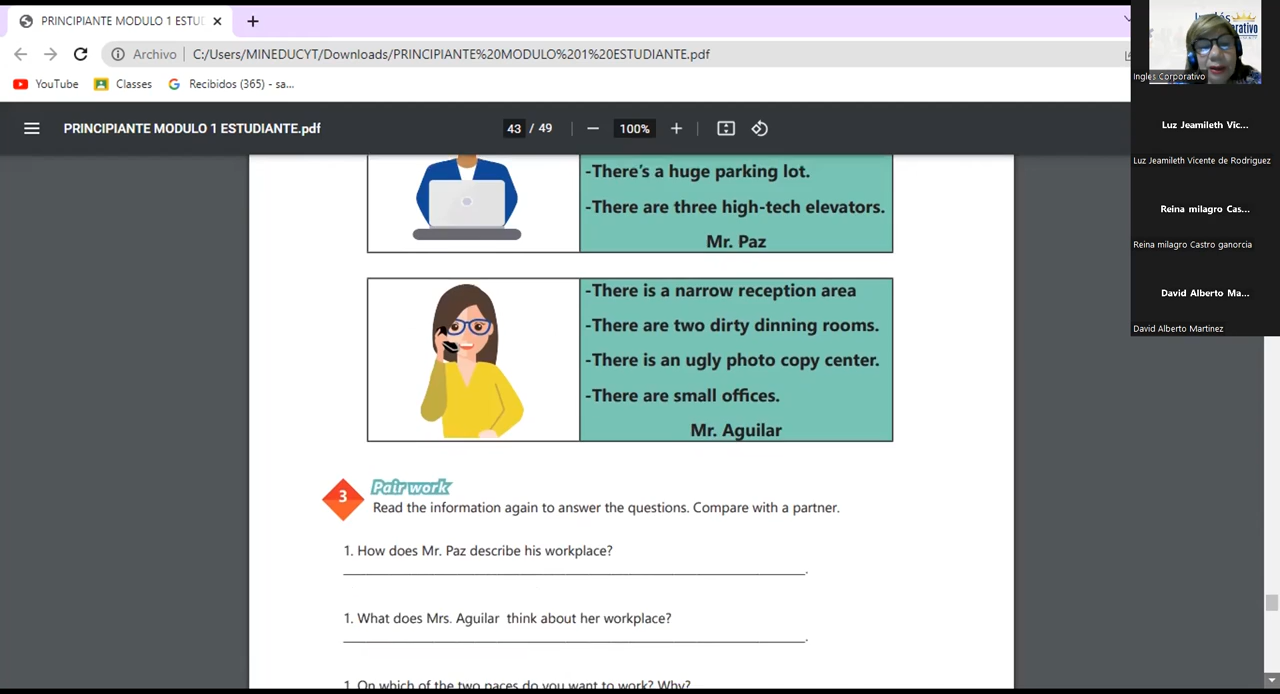 PRINCIPIANTE MODULO 1 ESTU
Archivo
C:/Users/MINEDUCYT/Downloads/PRINCIPIANTE%20MODULO%201%20ESTUDIANTE.pdf
YouTube
Classes
Recibidos (365) - sa...
PRINCIPIANTE MODULO 1 ESTUDIANTE.pdf
43 / 49
100%
-There's a huge parking lot.
-There are three high-tech elevators.
Mr. Paz
-There is a narrow reception area
-There are two dirty dinning rooms.
-There is an ugly photo copy center.
-There are small offices.
Mr. Aguilar
3
Pair work
Read the information again to answer the questions. Compare with a partner.
1. How does Mr. Paz describe his workplace?
1. What does Mrs. Aguilar think about her workplace?
1. On which of the two paces do you want to work? Why?
Ingles Corporativo
Luz Jeamileth Vic...
Luz Jeamileth Vicente de Rodriguez
Reina milagro Cas...
Reina milagro Castro ganorcia
David Alberto Ma...
David Alberto Martinez